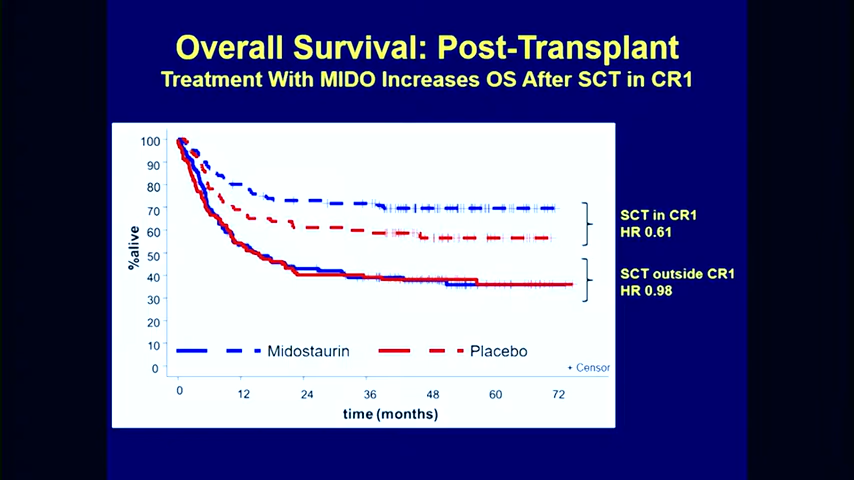 Overall Survival: Post-Transplant
Treatment With MIDO Increases OS After SCT in CR1
100
90
80
70
60
50
40
30
20
10
0
%alive
SCT in CR1
HR 0.61
SCT outside CR1
HR 0.98
Midostaurin
Placebo
+ Censor
0 12 24 36 48 60 72
time (months)